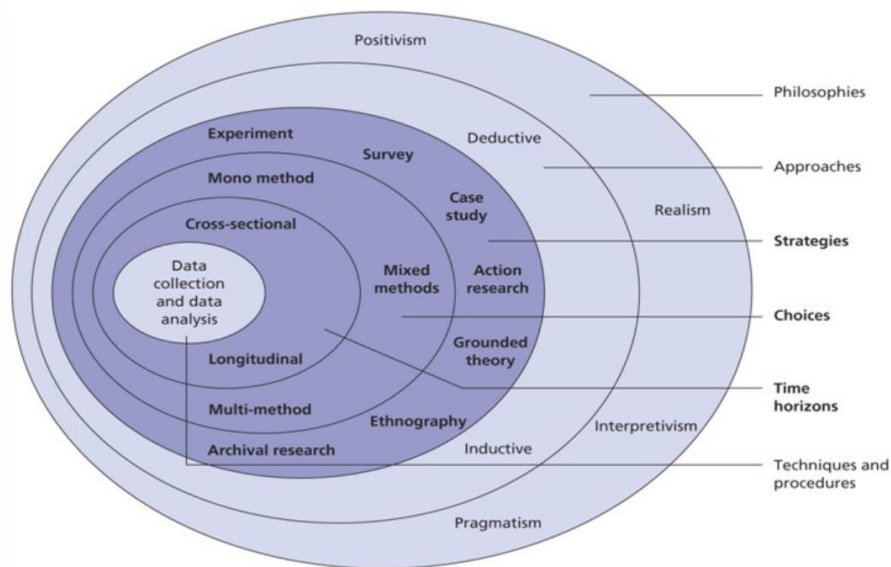 Positivism
Philosophies
Experiment
Deductive
Survey
Approaches
Mono method
Case
study
Realism
Cross-sectional
Strategies
Data
collection
and data
analysis
Mixed
methods
Action
research
Choices
Grounded
theory
Longitudinal
Time
horizons
Multi-method
Ethnography
Interpretivism
Archival research
Inductive
Techniques and
procedures
Pragmatism